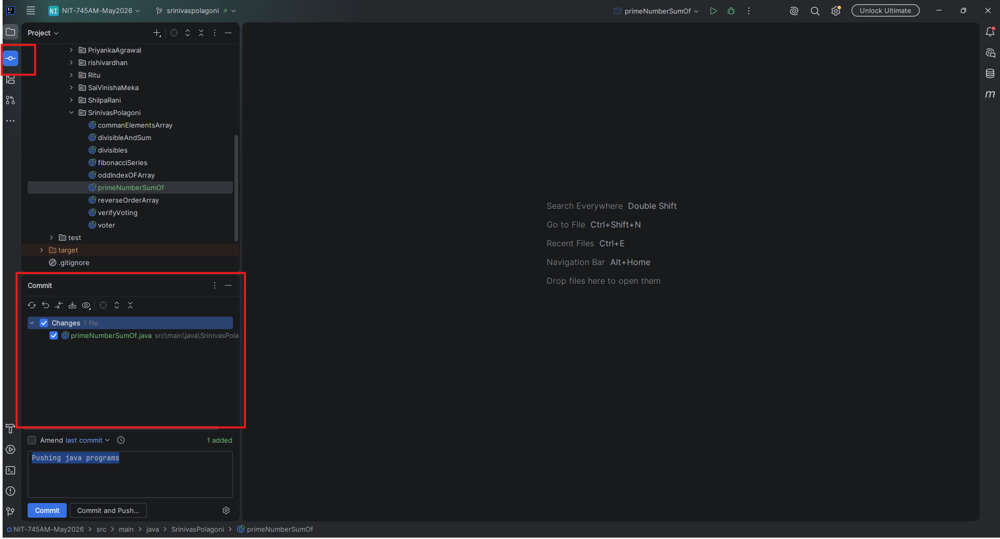 NI NIT-745AM-May2026 srinivaspolagoni primeNumberSumOf Unlock Ultimate
Project
PriyankaAgrawal
rishivardhan
Ritu
SaiVinishaMeka
ShilpaRani
SrinivasPolagoni
commanElementsArray
divisibleAndSum
divisibles
fibonacciSeries
oddIndexOFArray
primeNumberSumOf
reverseOrderArray
verifyVoting
voter
test
target
.gitignore
Search Everywhere Double Shift
Go to File Ctrl+Shift+N
Recent Files Ctrl+E
Navigation Bar Alt+Home
Drop files here to open them
Commit
Changes 1 file
primeNumberSumOf.java src\main\java\SrinivasPola
Amend last commit 1 added
Pushing java programs
Commit Commit and Push...
NIT-745AM-May2026 > src > main > java > SrinivasPolagoni > primeNumberSumOf